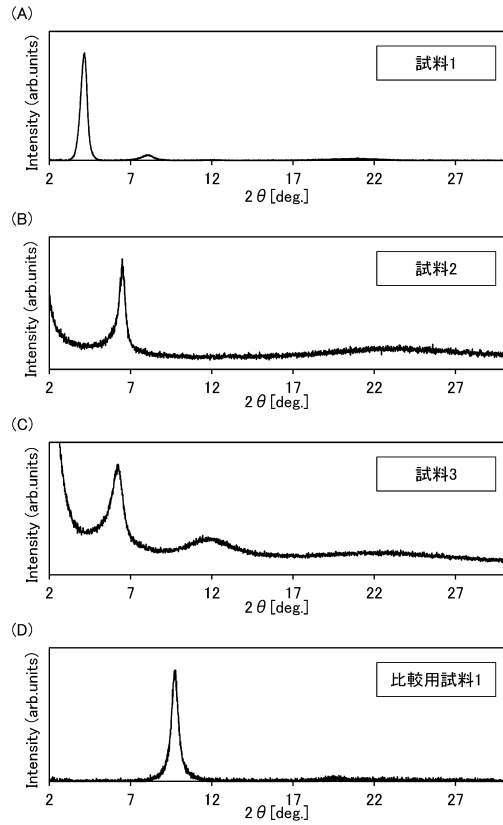 (A)
Intensity (arb.units)
試料1
2 7 12 17 22 27
2θ[deg.]
(B)
Intensity (arb.units)
試料2
2 7 12 17 22 27
2θ[deg.]
(C)
Intensity (arb.units)
試料3
2 7 12 17 22 27
2θ[deg.]
(D)
Intensity (arb.units)
比較用試料1
2 7 12 17 22 27
2θ[deg.]